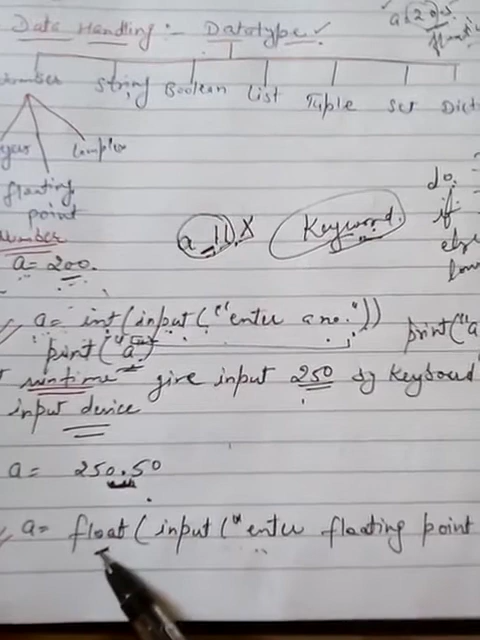 Data Handling :- Datatype ✓
a (20
Number String Boolean List Tuple Set Dict
Complex
floating
point
do.
if
else
a 11 X Keyword.
Number
a = 200.
a = int(input("enter a no."))
print("a")
print("a
runtime give input 250 by Keyboard
input device
a = 250.50
a = float(input("enter floating point